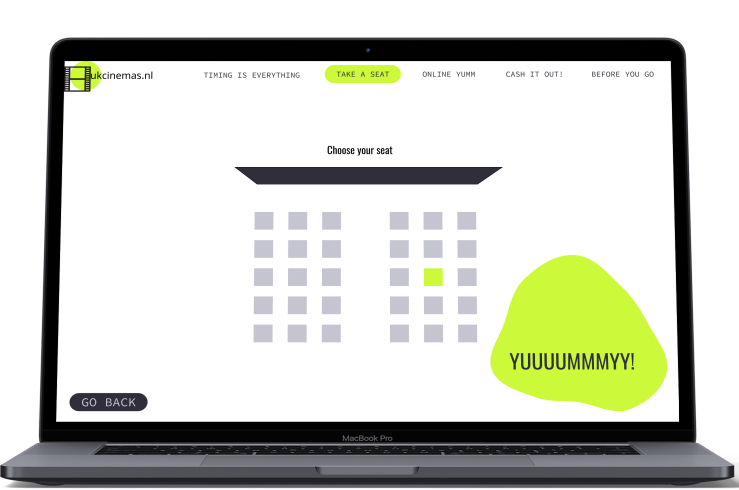 ukcinemas.nl
TIMING IS EVERYTHING
TAKE A SEAT
ONLINE YUMM
CASH IT OUT!
BEFORE YOU GO
Choose your seat
YUUUUMMMYY!
GO BACK
MacBook Pro